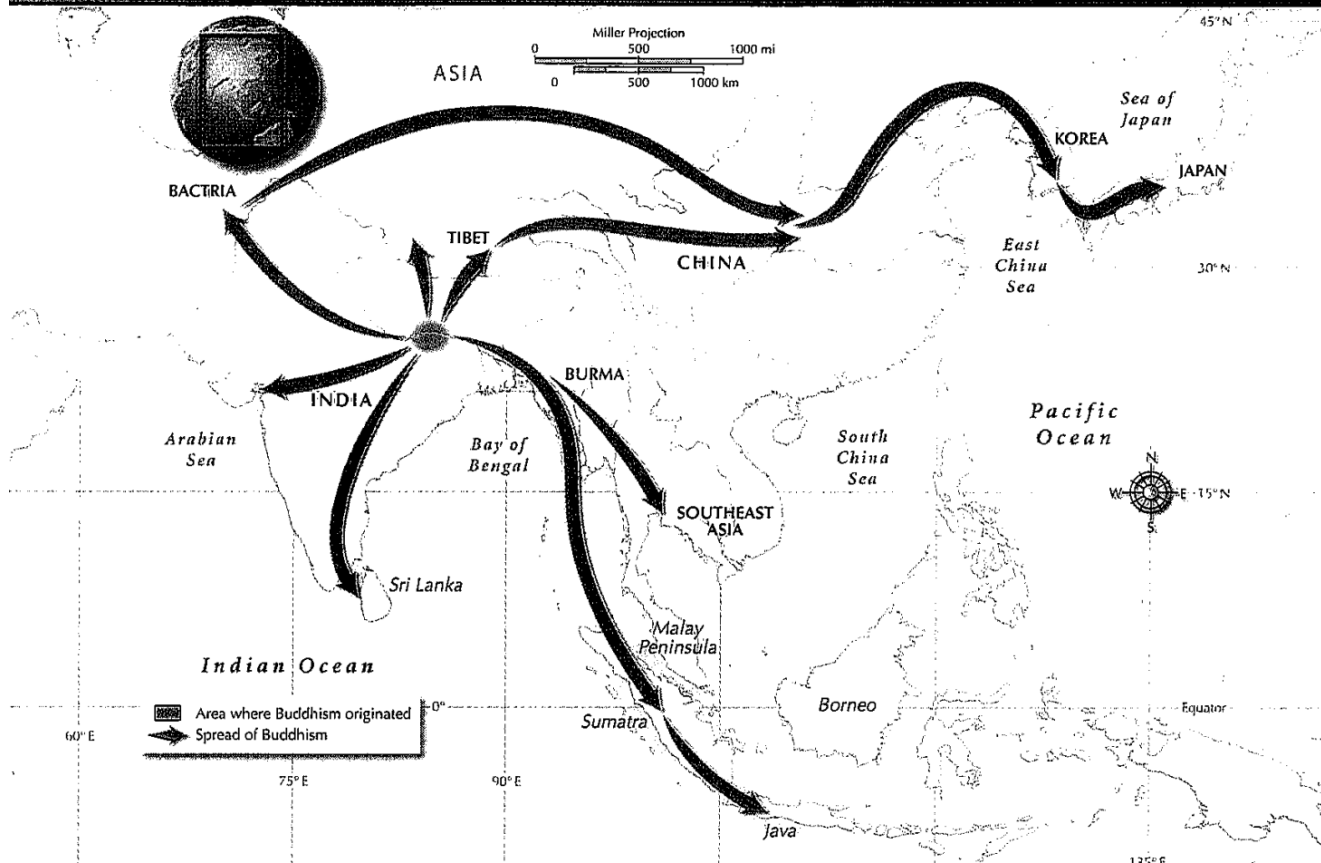 45° N
Miller Projection
0 500 1000 mi
0 500 1000 km
ASIA
Sea of
Japan
KOREA
BACTRIA
JAPAN
TIBET
CHINA
East
China
Sea
30° N
BURMA
INDIA
Arabian
Sea
Bay of
Bengal
South
China
Sea
Pacific
Ocean
N
W E
S
15° N
SOUTHEAST
ASIA
Sri Lanka
Malay
Peninsula
Indian Ocean
Borneo
Sumatra
0°
Equator
Area where Buddhism originated
Spread of Buddhism
60° E
75° E
90° E
Java
135° E